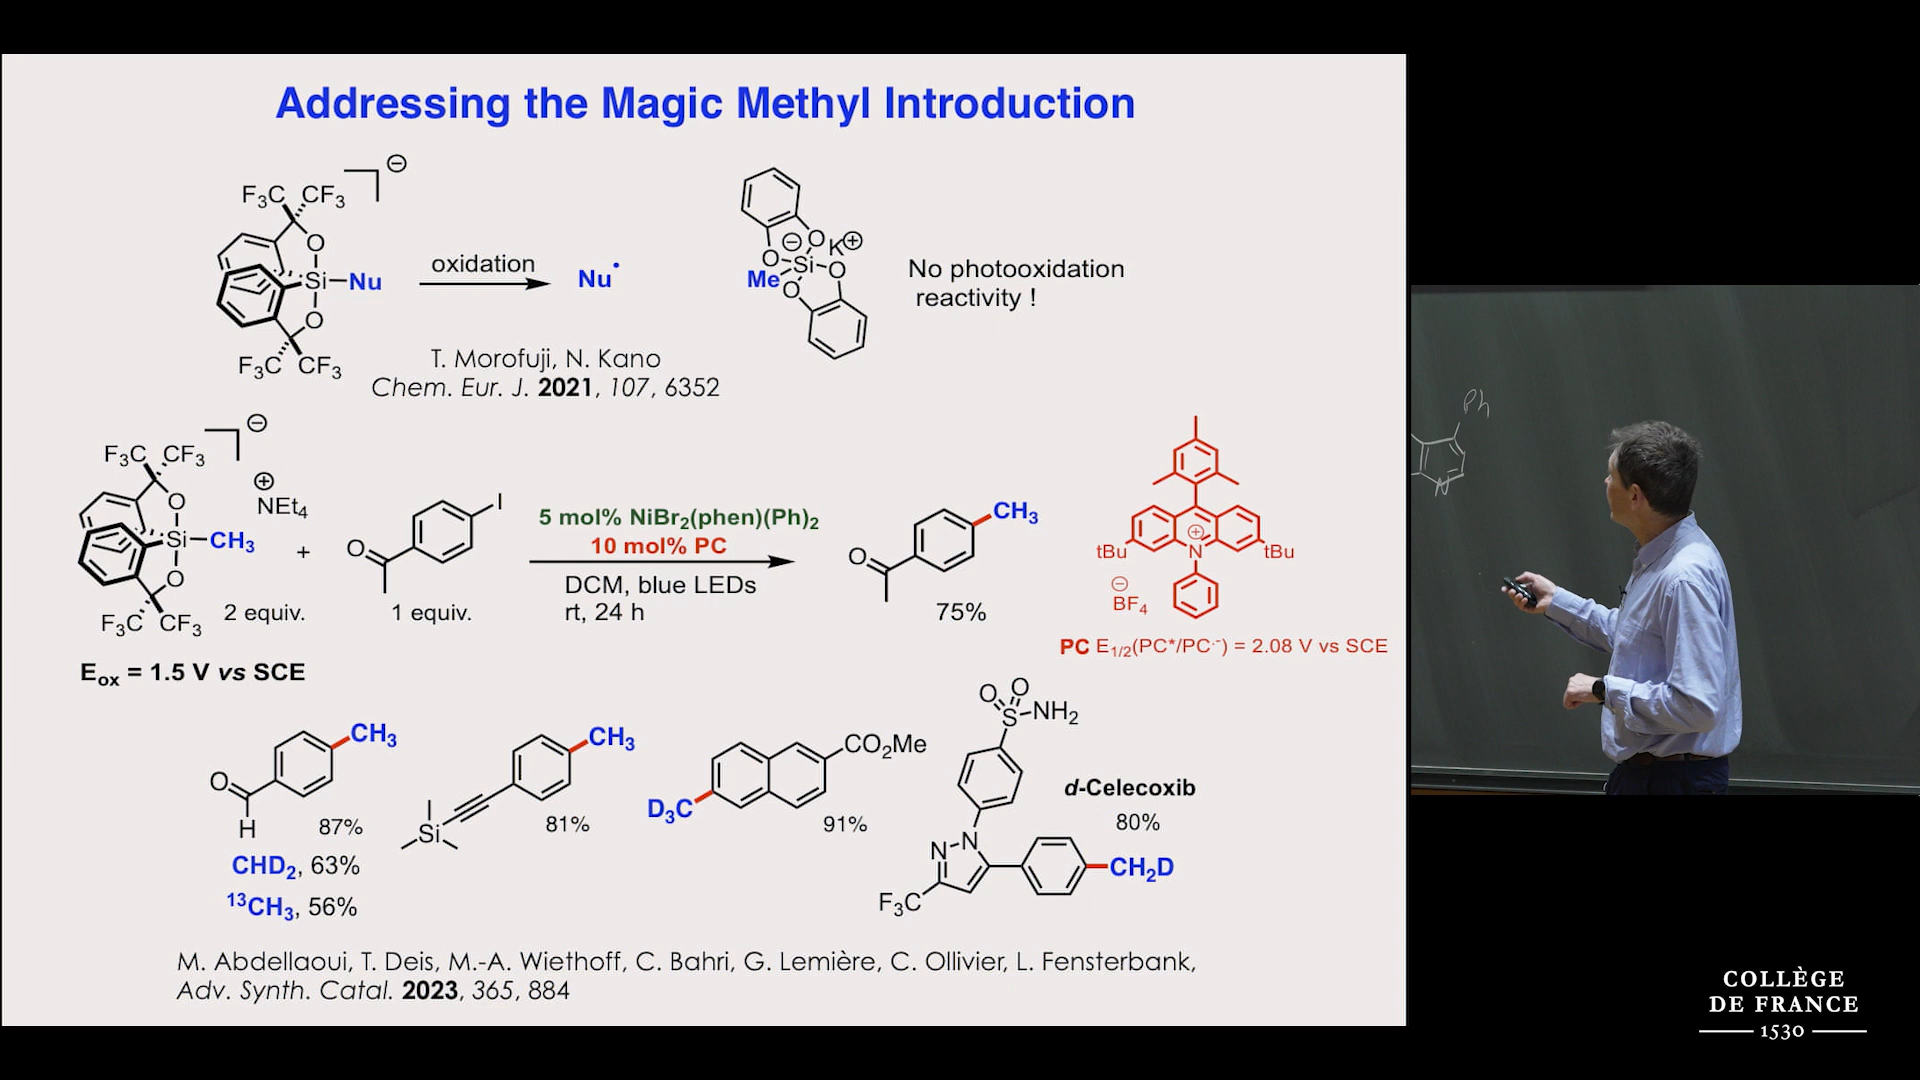 Addressing the Magic Methyl Introduction
⊖
F₃C CF₃
O
Si–Nu
O
F₃C CF₃
oxidation
Nu•
O ⊖ K⊕
O Si O
Me O
No photooxidation
reactivity !
T. Morofuji, N. Kano
Chem. Eur. J. 2021, 107, 6352
⊖
F₃C CF₃
⊕
NEt₄
O
Si–CH₃
O
F₃C CF₃
2 equiv.
+
I
O
1 equiv.
5 mol% NiBr₂(phen)(Ph)₂
10 mol% PC
DCM, blue LEDs
rt, 24 h
CH₃
O
75%
⊕
tBu N tBu
⊖
BF₄
PC E₁/₂(PC*/PC·⁻) = 2.08 V vs SCE
Eox = 1.5 V vs SCE
CH₃
O
H
87%
CHD₂, 63%
¹³CH₃, 56%
CH₃
Si
81%
CO₂Me
D₃C
91%
O O
S–NH₂
d-Celecoxib
80%
N N
CH₂D
F₃C
M. Abdellaoui, T. Deis, M.-A. Wiethoff, C. Bahri, G. Lemière, C. Ollivier, L. Fensterbank,
Adv. Synth. Catal. 2023, 365, 884
Ph
N
COLLÈGE
DE FRANCE
1530